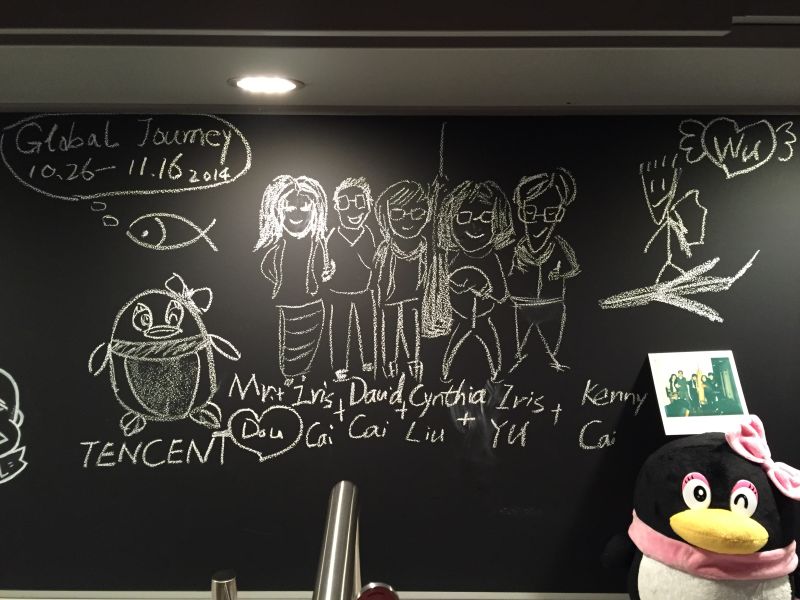 Global Journey
10.26 — 11.16 2014
Wu
Mr + Iris + David + Cynthia + Iris + Kenny
Dou Cai Cai Liu YU Cai
TENCENT